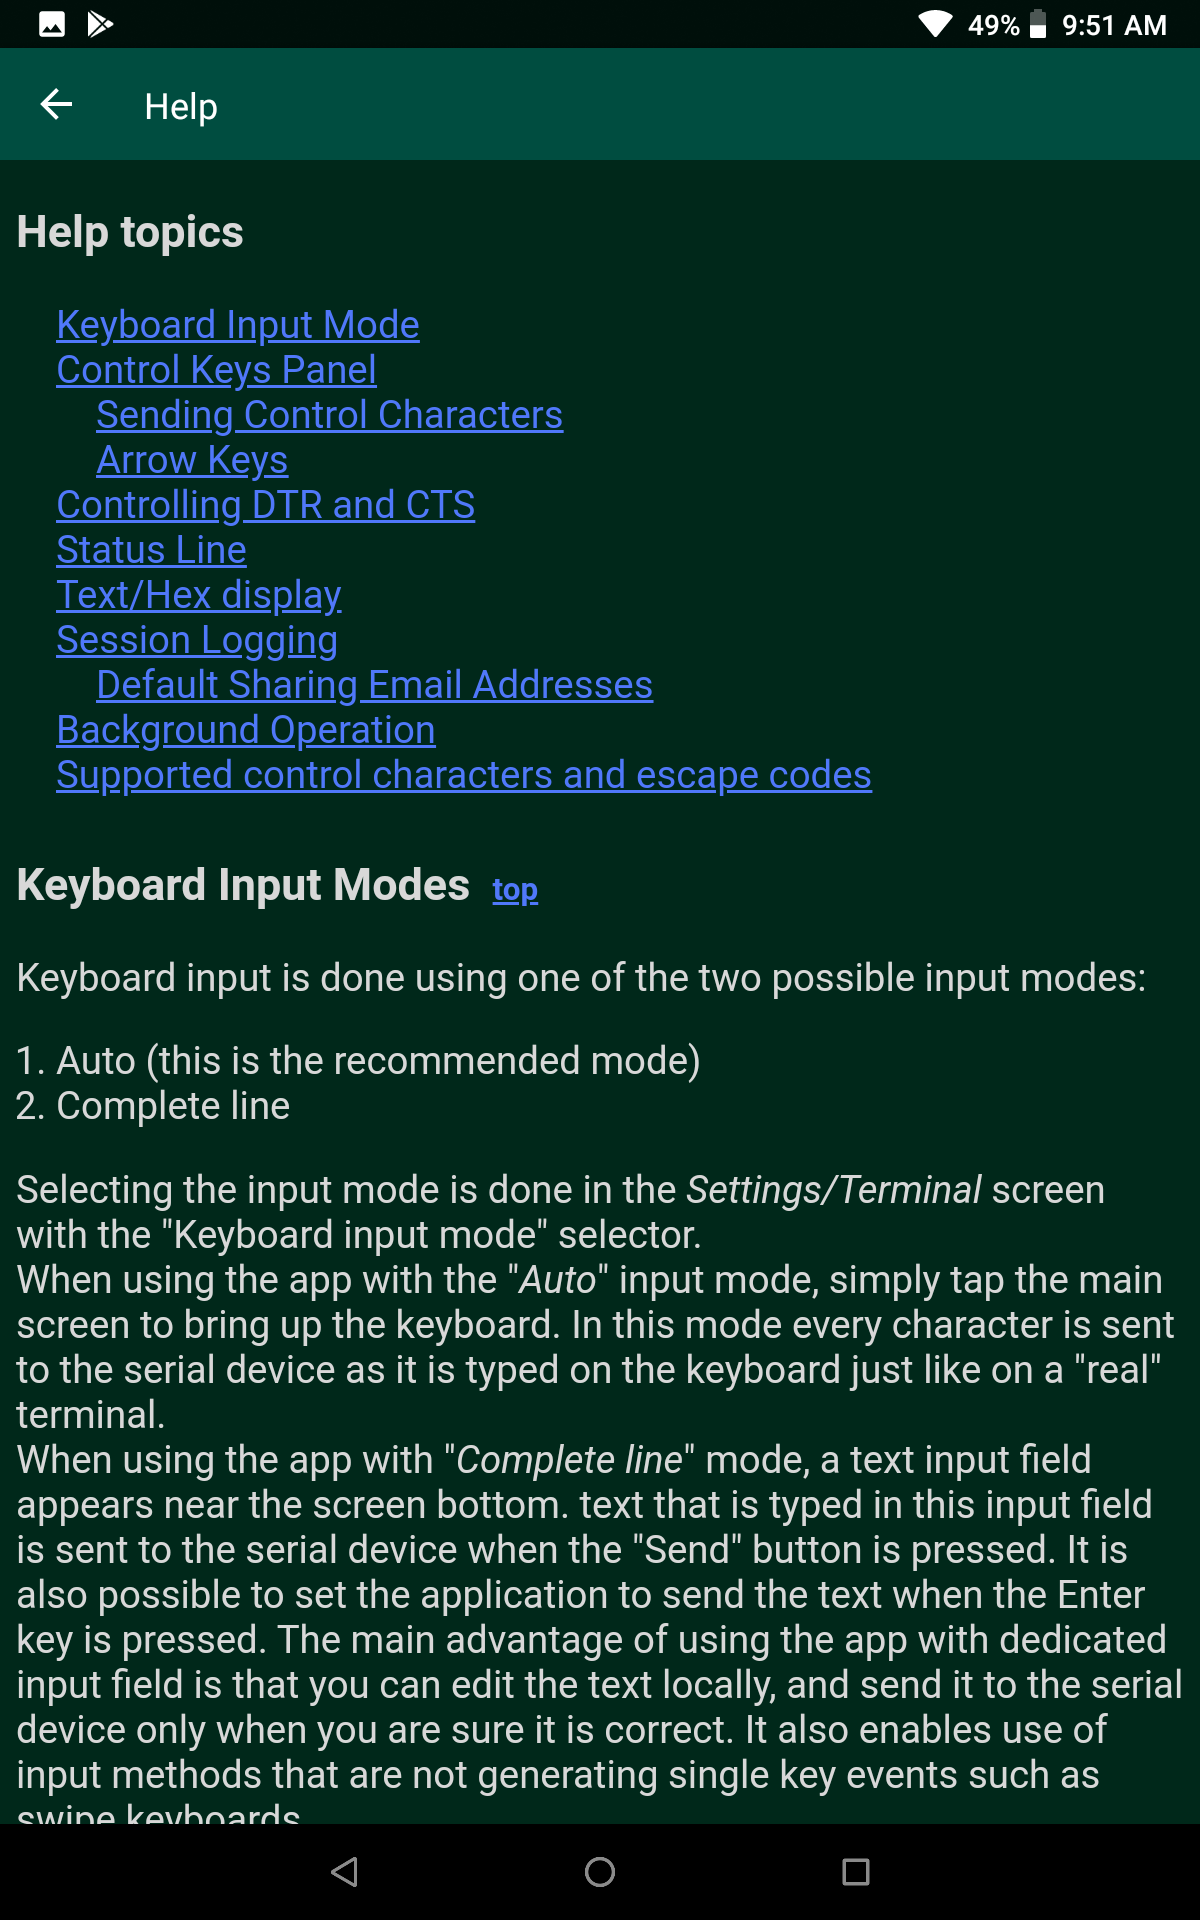 49% 9:51 AM
Help
Help topics
Keyboard Input Mode
Control Keys Panel
Sending Control Characters
Arrow Keys
Controlling DTR and CTS
Status Line
Text/Hex display
Session Logging
Default Sharing Email Addresses
Background Operation
Supported control characters and escape codes
Keyboard Input Modes top
Keyboard input is done using one of the two possible input modes:
1. Auto (this is the recommended mode)
2. Complete line
Selecting the input mode is done in the Settings/Terminal screen
with the "Keyboard input mode" selector.
When using the app with the "Auto" input mode, simply tap the main
screen to bring up the keyboard. In this mode every character is sent
to the serial device as it is typed on the keyboard just like on a "real"
terminal.
When using the app with "Complete line" mode, a text input field
appears near the screen bottom. text that is typed in this input field
is sent to the serial device when the "Send" button is pressed. It is
also possible to set the application to send the text when the Enter
key is pressed. The main advantage of using the app with dedicated
input field is that you can edit the text locally, and send it to the serial
device only when you are sure it is correct. It also enables use of
input methods that are not generating single key events such as
swipe keyboards.